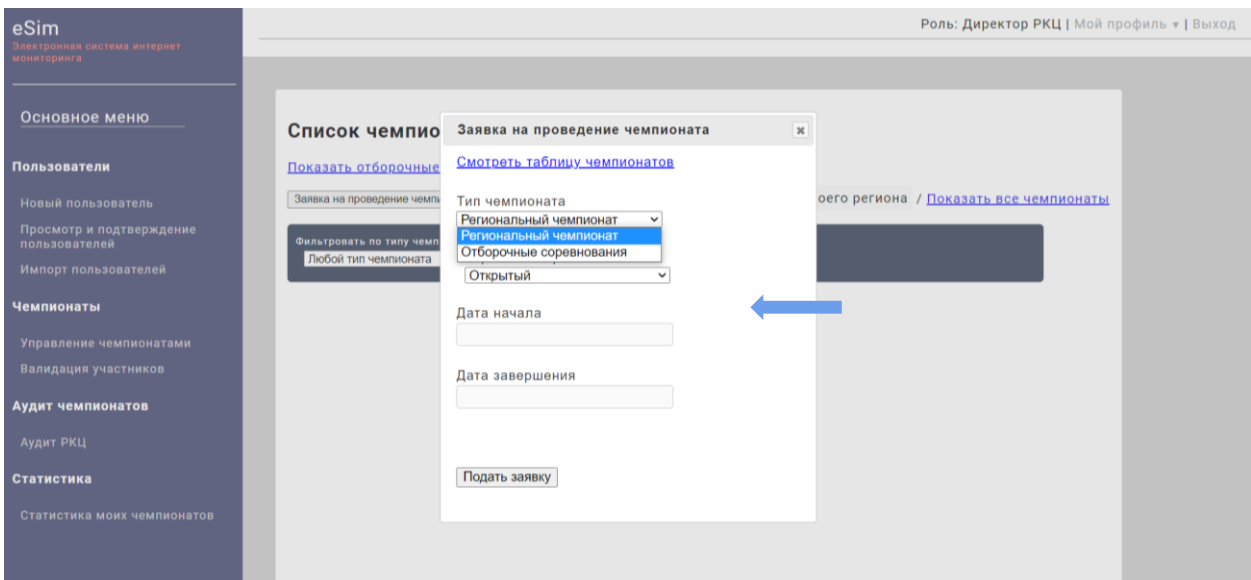 eSim
Электронная система интернет
мониторинга
Роль: Директор РКЦ | Мой профиль ▾ | Выход
Основное меню
Пользователи
Новый пользователь
Просмотр и подтверждение
пользователей
Импорт пользователей
Чемпионаты
Управление чемпионатами
Валидация участников
Аудит чемпионатов
Аудит РКЦ
Статистика
Статистика моих чемпионатов
Список чемпио
Показать отборочные
Заявка на проведение чемпи
оего региона / Показать все чемпионаты
Фильтровать по типу чемп
Любой тип чемпионата
Заявка на проведение чемпионата
Смотреть таблицу чемпионатов
Тип чемпионата
Региональный чемпионат
Региональный чемпионат
Отборочные соревнования
Открытый
Дата начала
Дата завершения
Подать заявку